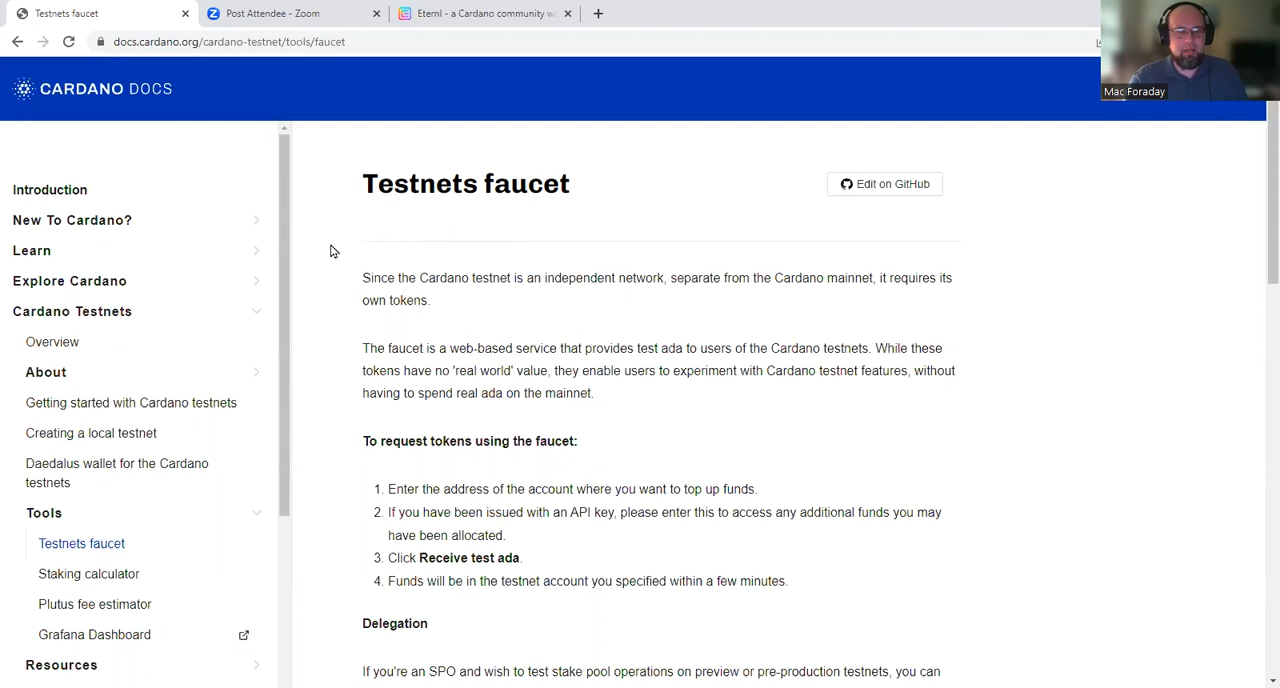 Testnets faucet
Post Attendee - Zoom
Eternl - a Cardano community w
docs.cardano.org/cardano-testnet/tools/faucet
Mac Foraday
CARDANO DOCS
Introduction
New To Cardano?
Learn
Explore Cardano
Cardano Testnets
Overview
About
Getting started with Cardano testnets
Creating a local testnet
Daedalus wallet for the Cardano
testnets
Tools
Testnets faucet
Staking calculator
Plutus fee estimator
Grafana Dashboard
Resources
Testnets faucet
Edit on GitHub
Since the Cardano testnet is an independent network, separate from the Cardano mainnet, it requires its
own tokens.
The faucet is a web-based service that provides test ada to users of the Cardano testnets. While these
tokens have no 'real world' value, they enable users to experiment with Cardano testnet features, without
having to spend real ada on the mainnet.
To request tokens using the faucet:
1. Enter the address of the account where you want to top up funds.
2. If you have been issued with an API key, please enter this to access any additional funds you may
have been allocated.
3. Click Receive test ada.
4. Funds will be in the testnet account you specified within a few minutes.
Delegation
If you're an SPO and wish to test stake pool operations on preview or pre-production testnets, you can